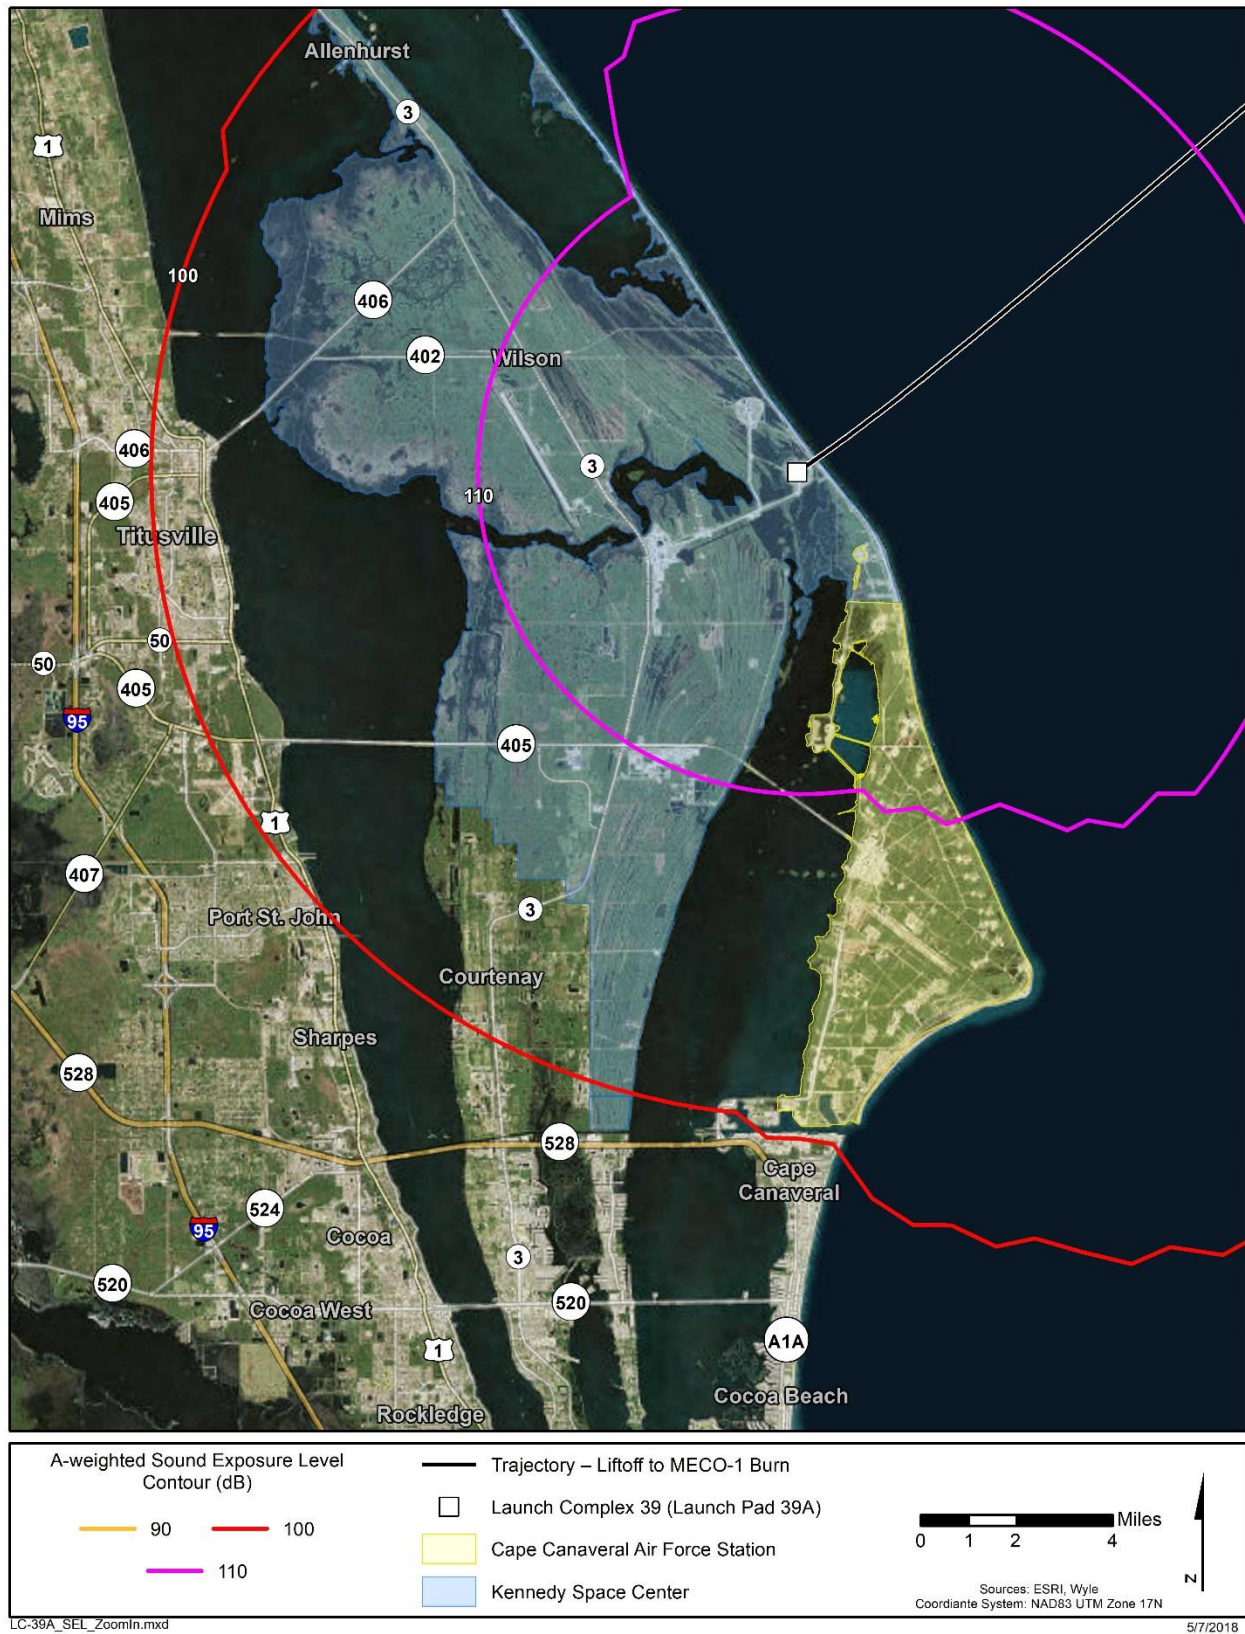 Allenhurst
3
1
Mims
100
406
402
Wilson
406
3
405
110
Titusville
50
50
405
95
405
1
407
Port St. John
3
Courtenay
Sharpes
528
528
Cape
Canaveral
524
95
Cocoa
3
520
520
Cocoa West
A1A
1
Cocoa Beach
Rockledge
A-weighted Sound Exposure Level
Contour (dB)
90
100
110
Trajectory – Liftoff to MECO-1 Burn
Launch Complex 39 (Launch Pad 39A)
Cape Canaveral Air Force Station
Kennedy Space Center
Miles
0 1 2 4
N
Sources: ESRI, Wyle
Coordiante System: NAD83 UTM Zone 17N
LC-39A_SEL_ZoomIn.mxd
5/7/2018